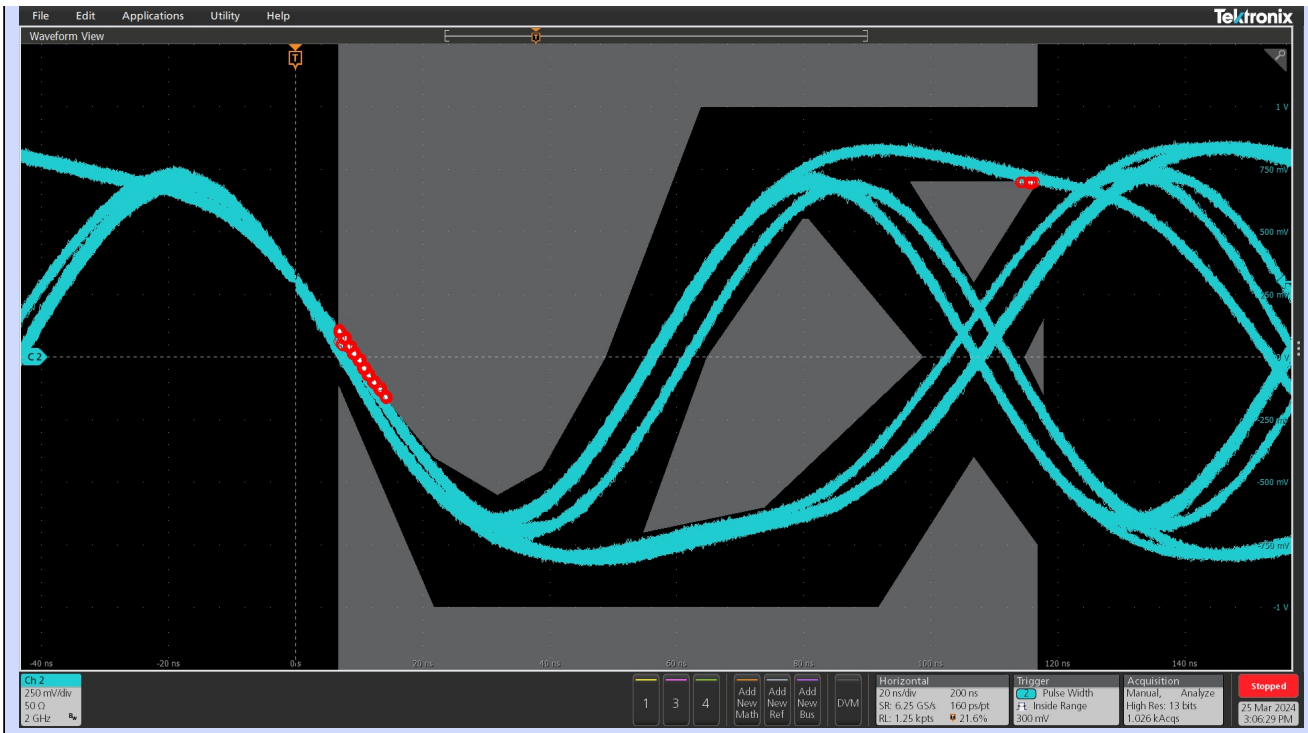 File Edit Applications Utility Help Tektronix
Waveform View
T
T
1 V
750 mV
500 mV
250 mV
C 2
0 V
-250 mV
-500 mV
-750 mV
-1 V
-40 ns -20 ns 0 s 20 ns 40 ns 60 ns 80 ns 100 ns 120 ns 140 ns
Ch 2
250 mV/div
50 Ω
2 GHz Bw
1 3 4
Add New Math
Add New Ref
Add New Bus
DVM
Horizontal
20 ns/div 200 ns
SR: 6.25 GS/s 160 ps/pt
RL: 1.25 kpts 21.6%
Trigger
2 Pulse Width
Inside Range
300 mV
Acquisition
Manual, Analyze
High Res: 13 bits
1.026 kAcqs
Stopped
25 Mar 2024
3:06:29 PM